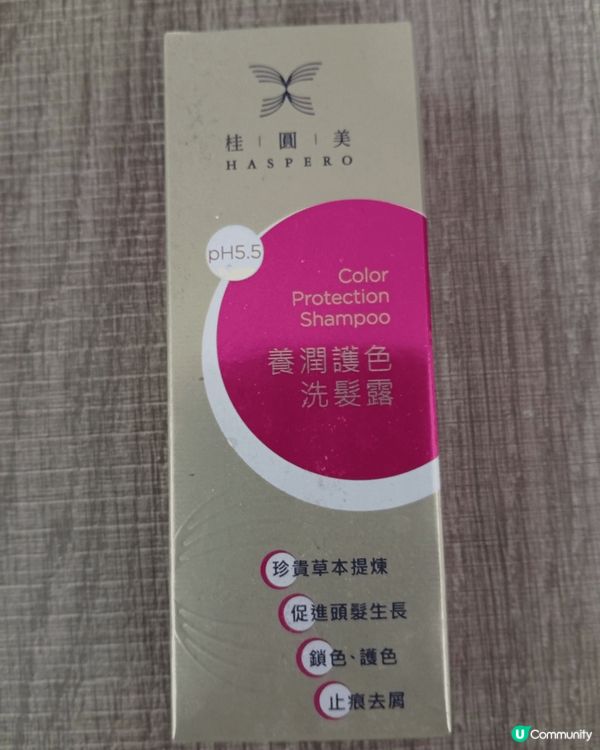 桂 | 圓 | 美
HASPERO
pH5.5
Color
Protection
Shampoo
養潤護色
洗髮露
珍貴草本提煉
促進頭髮生長
鎖色、護色
止痕去屑
U Community